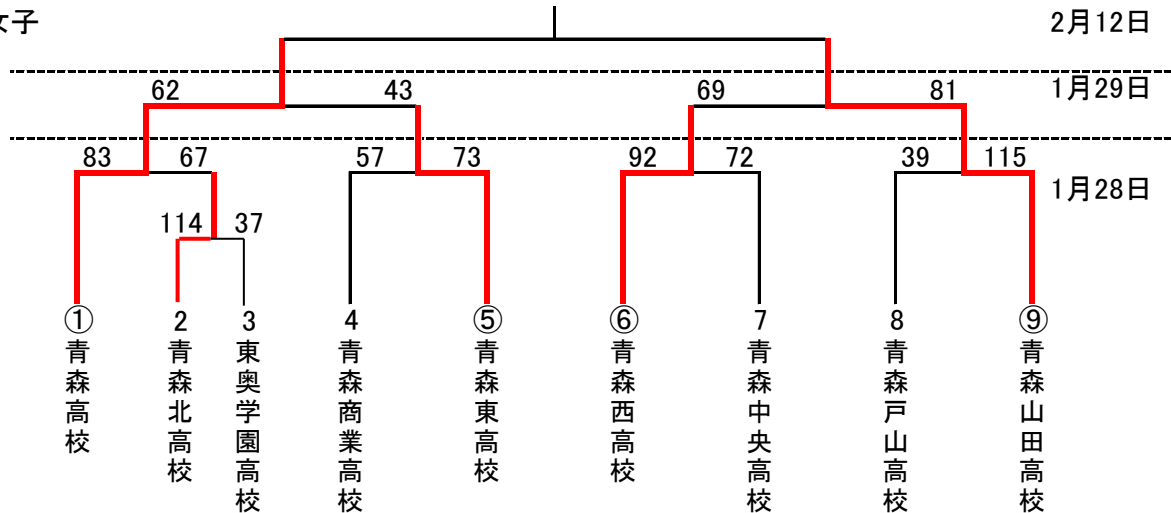 女子
2月12日
62 43 69 81
1月29日
83 67 57 73 92 72 39 115
1月28日
114 37
① 2 3 4 ⑤ ⑥ 7 8 ⑨
青森高校
青森北高校
東奥学園高校
青森商業高校
青森東高校
青森西高校
青森中央高校
青森戸山高校
青森山田高校